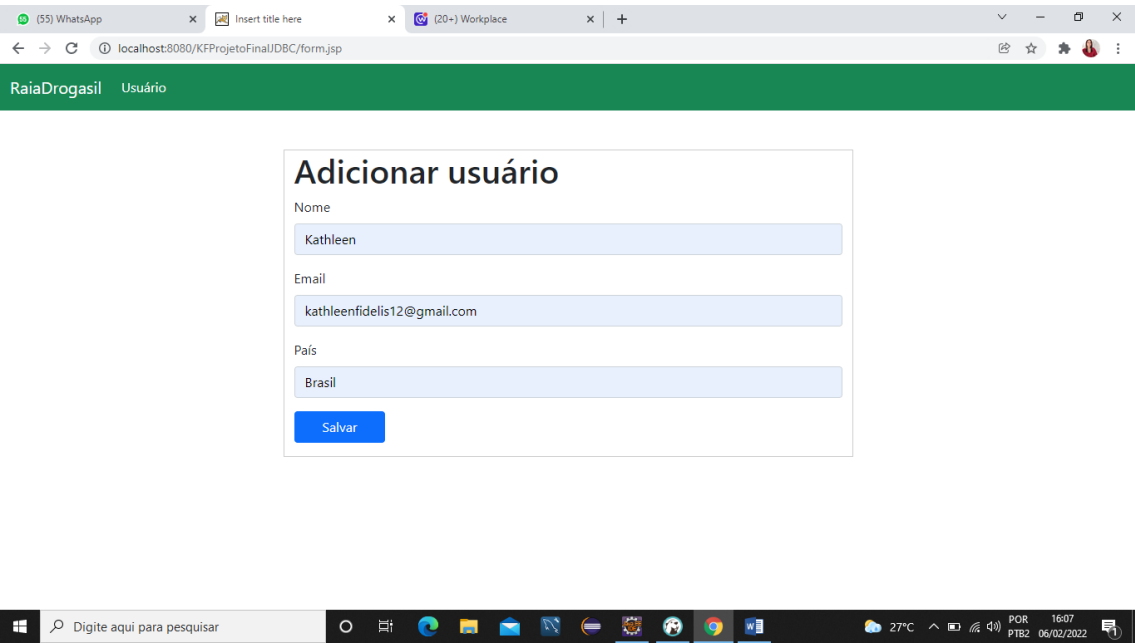 (55) WhatsApp
Insert title here
(20+) Workplace
localhost:8080/KFProjetoFinalJDBC/form.jsp
RaiaDrogasil Usuário
Adicionar usuário
Nome
Kathleen
Email
kathleenfidelis12@gmail.com
País
Brasil
Salvar
Digite aqui para pesquisar
27°C
POR
PTB2
16:07
06/02/2022